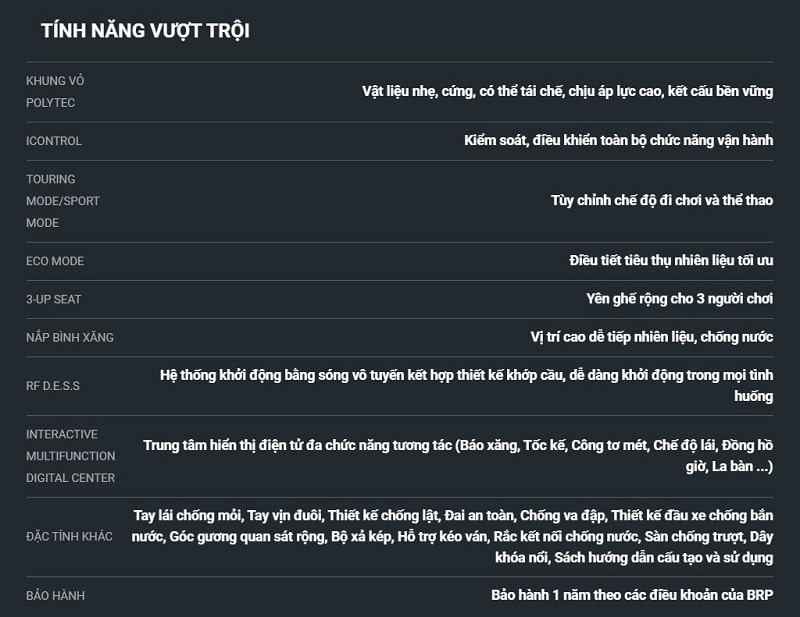 TÍNH NĂNG VƯỢT TRỘI
KHUNG VỎ
POLYTEC
Vật liệu nhẹ, cứng, có thể tái chế, chịu áp lực cao, kết cấu bền vững
ICONTROL
Kiểm soát, điều khiển toàn bộ chức năng vận hành
TOURING
MODE/SPORT
MODE
Tùy chỉnh chế độ đi chơi và thể thao
ECO MODE
Điều tiết tiêu thụ nhiên liệu tối ưu
3-UP SEAT
Yên ghế rộng cho 3 người chơi
NẮP BÌNH XĂNG
Vị trí cao dễ tiếp nhiên liệu, chống nước
RF D.E.S.S
Hệ thống khởi động bằng sóng vô tuyến kết hợp thiết kế khớp cầu, dễ dàng khởi động trong mọi tình
huống
INTERACTIVE
MULTIFUNCTION
DIGITAL CENTER
Trung tâm hiển thị điện tử đa chức năng tương tác (Báo xăng, Tốc kế, Công tơ mét, Chế độ lái, Đồng hồ
giờ, La bàn ...)
ĐẶC TÍNH KHÁC
Tay lái chống mỏi, Tay vịn đuôi, Thiết kế chống lật, Đai an toàn, Chống va đập, Thiết kế đầu xe chống bắn
nước, Góc gương quan sát rộng, Bộ xả kép, Hỗ trợ kéo ván, Rắc kết nối chống nước, Sàn chống trượt, Dây
khóa nổi, Sách hướng dẫn cấu tạo và sử dụng
BẢO HÀNH
Bảo hành 1 năm theo các điều khoản của BRP